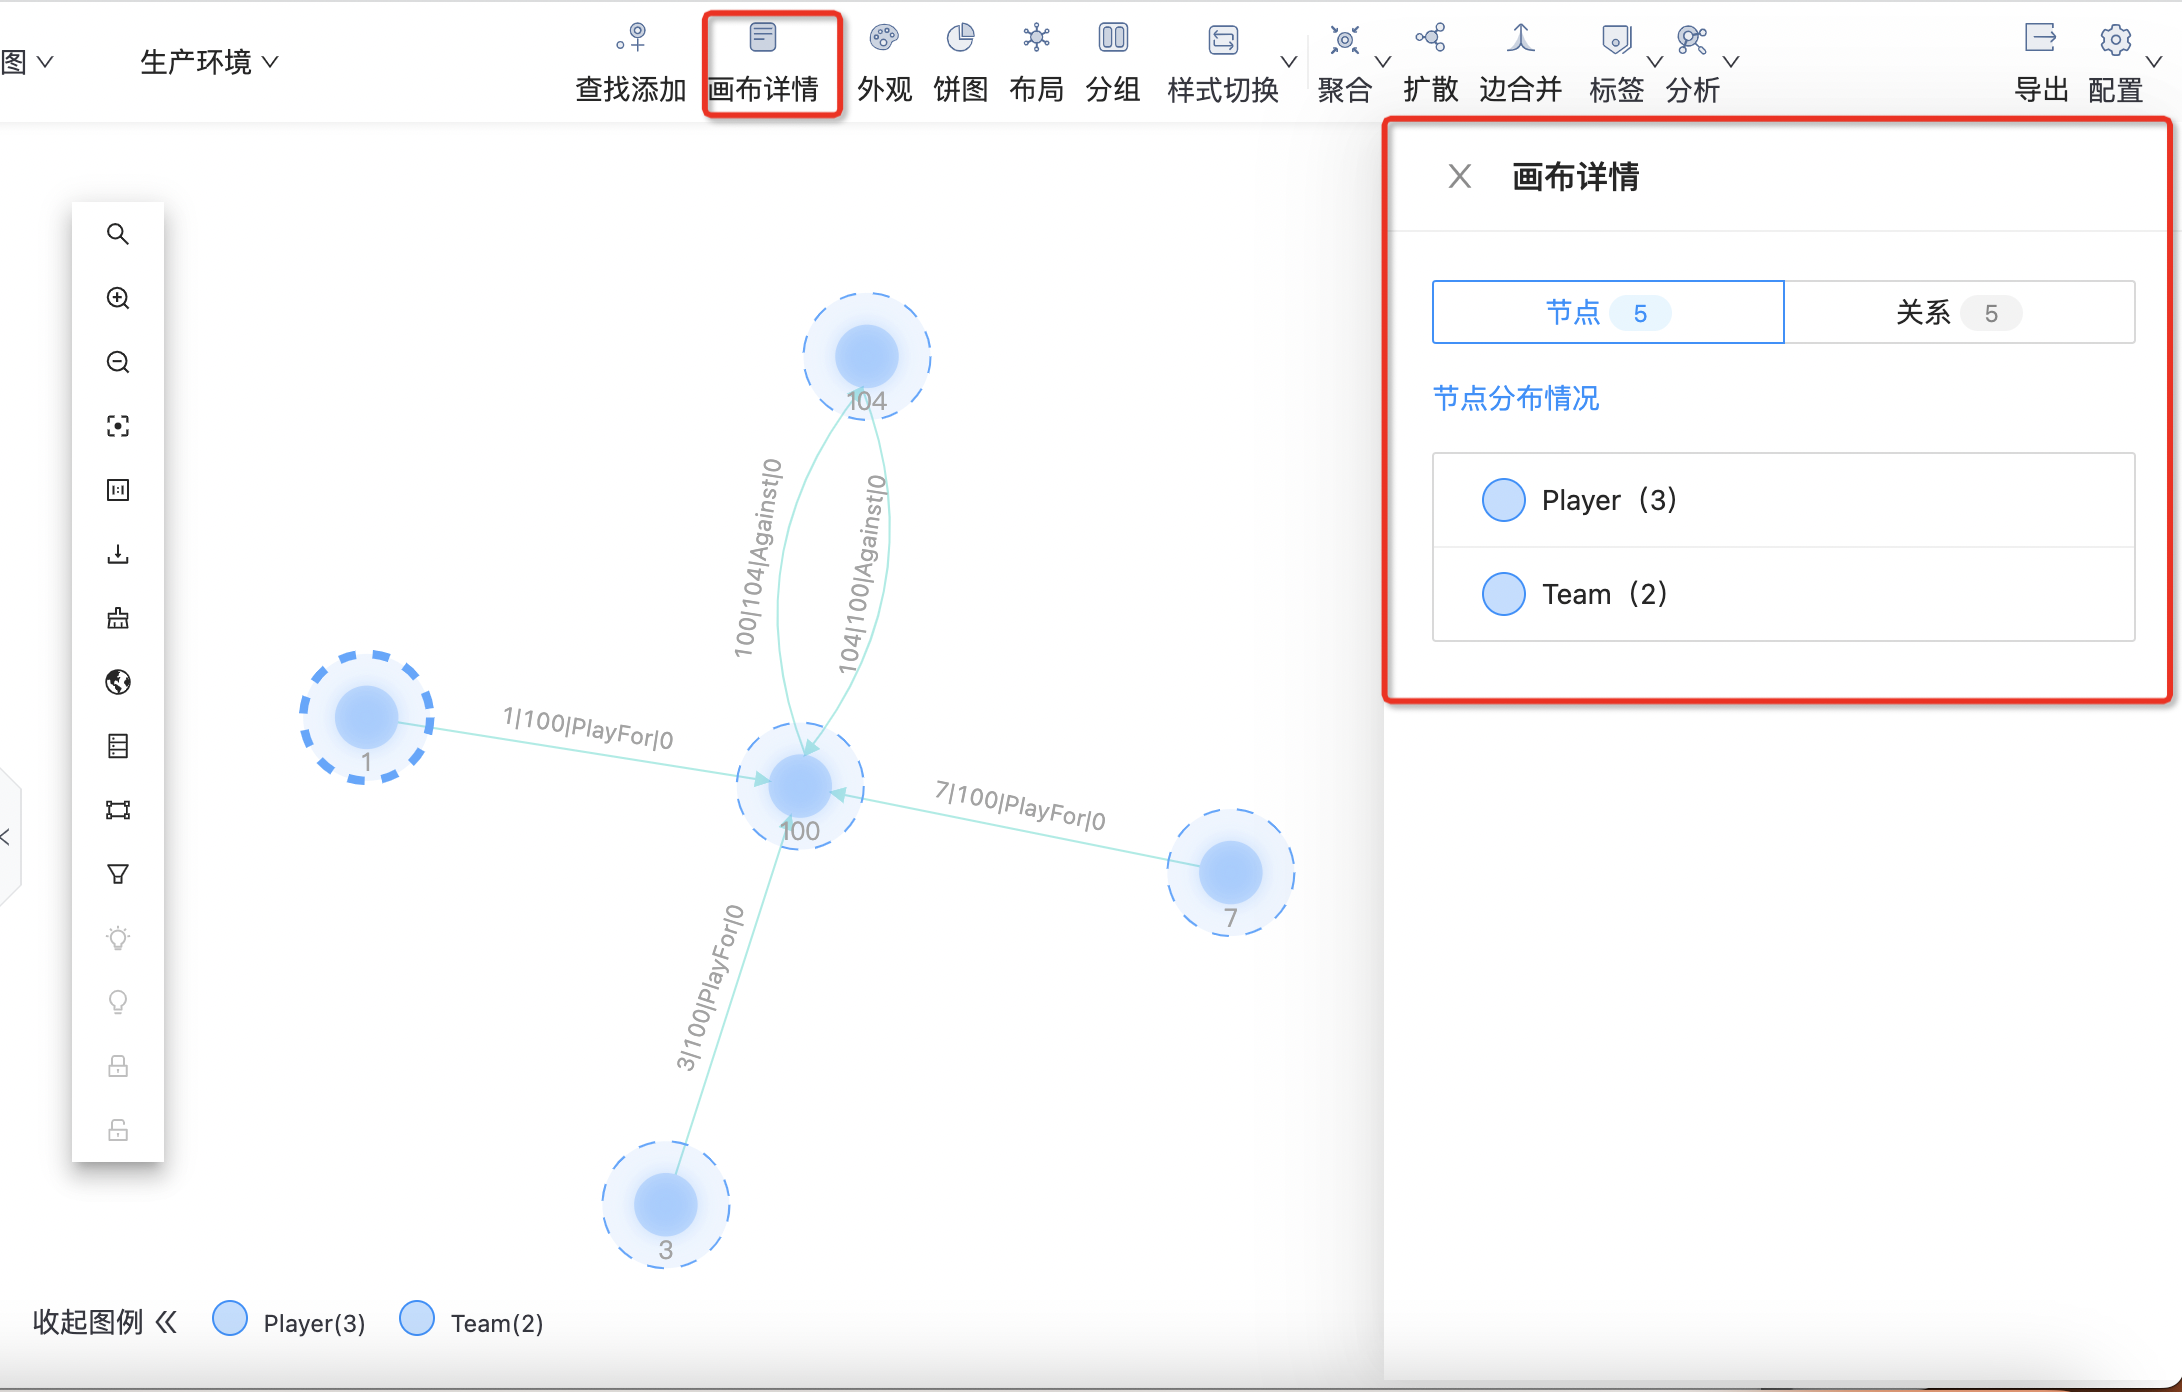 图
生产环境
查找添加
画布详情
外观
饼图
布局
分组
样式切换
聚合
扩散
边合并
标签
分析
导出
配置
画布详情
节点 5
关系 5
节点分布情况
Player（3）
Team（2）
104
100|104|Against|0
104|100|Against|0
1
1|100|PlayFor|0
100
7|100|PlayFor|0
7
3|100|PlayFor|0
3
收起图例
Player(3)
Team(2)